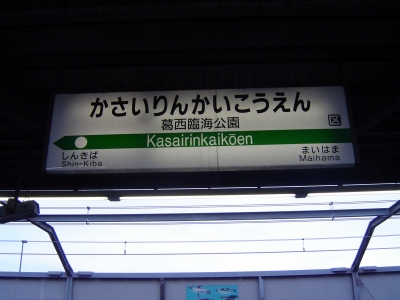 かさいりんかいこうえん
葛西臨海公園
区
Kasairinkaikōen
しんきば
Shin-Kiba
まいはま
Maihama